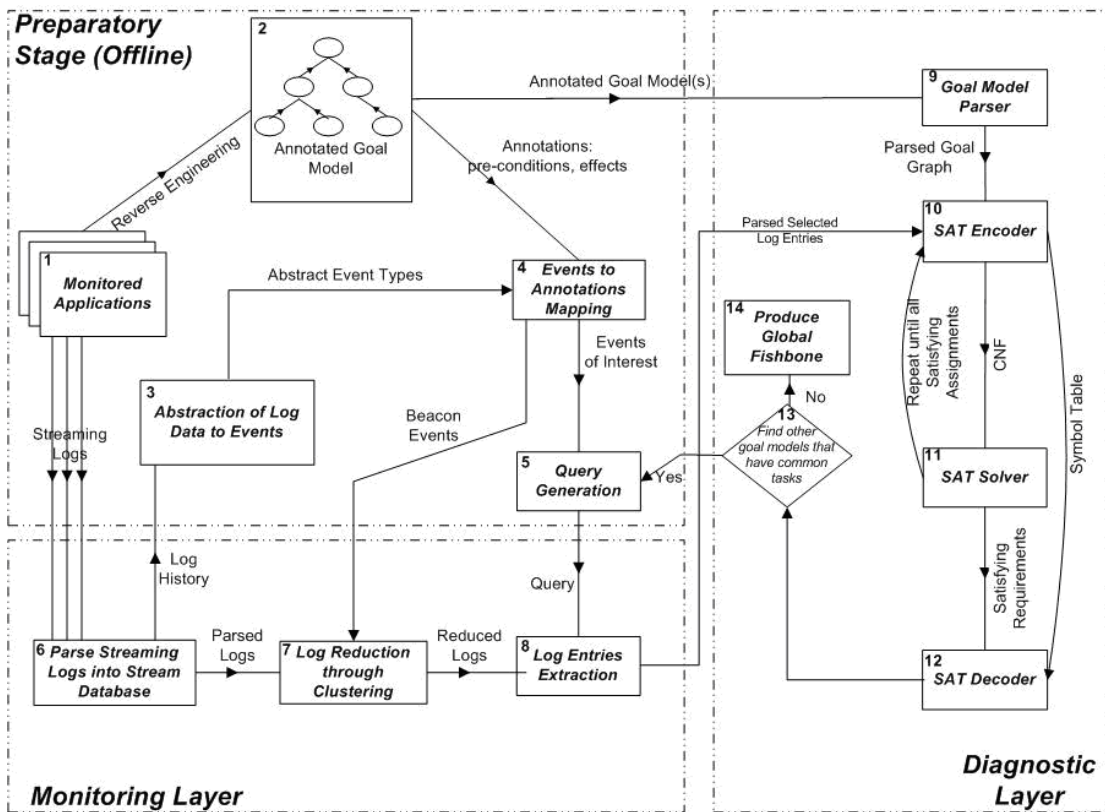 Preparatory
Stage (Offline)
2
Annotated Goal
Model
Annotated Goal Model(s)
9
Goal Model
Parser
Reverse Engineering
Annotations:
pre-conditions, effects
Parsed Goal
Graph
1
Monitored
Applications
Abstract Event Types
4
Events to
Annotations
Mapping
Parsed Selected
Log Entries
10
SAT Encoder
14
Produce
Global
Fishbone
Events
of Interest
Repeat until all
Satisfying
Assignments
CNF
Symbol Table
3
Abstraction of Log
Data to Events
Streaming
Logs
Beacon
Events
No
13
Find other
goal models that
have common
tasks
Yes
5
Query
Generation
11
SAT Solver
Log
History
Query
Satisfying
Requirements
6
Parse Streaming
Logs into Stream
Database
Parsed
Logs
7
Log Reduction
through
Clustering
Reduced
Logs
8
Log Entries
Extraction
12
SAT Decoder
Monitoring Layer
Diagnostic
Layer